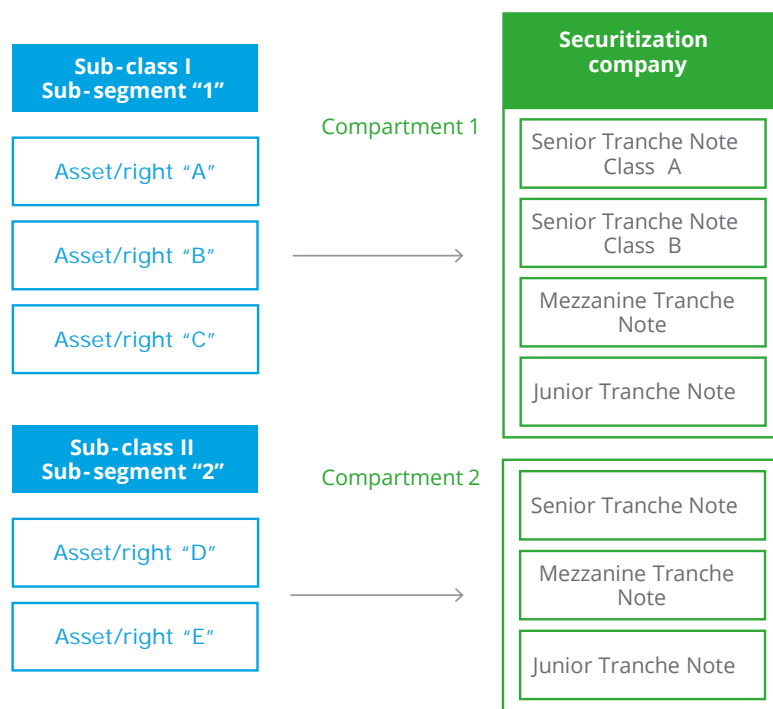 Sub-class I
Sub-segment “1”
Asset/right “A”
Asset/right “B”
Asset/right “C”
Compartment 1
Securitization
company
Senior Tranche Note
Class A
Senior Tranche Note
Class B
Mezzanine Tranche
Note
Junior Tranche Note
Sub-class II
Sub-segment “2”
Asset/right “D”
Asset/right “E”
Compartment 2
Senior Tranche Note
Mezzanine Tranche
Note
Junior Tranche Note